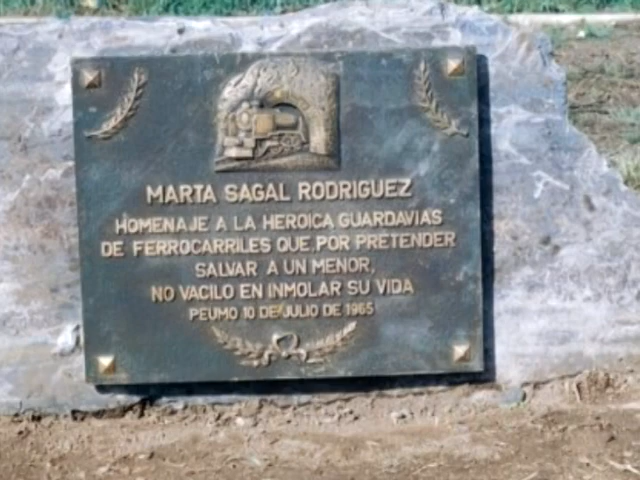 MARTA SAGAL RODRIGUEZ
HOMENAJE A LA HEROICA GUARDAVIAS
DE FERROCARRILES QUE, POR PRETENDER
SALVAR A UN MENOR,
NO VACILO EN INMOLAR SU VIDA
PEUMO 10 DE JULIO DE 1965